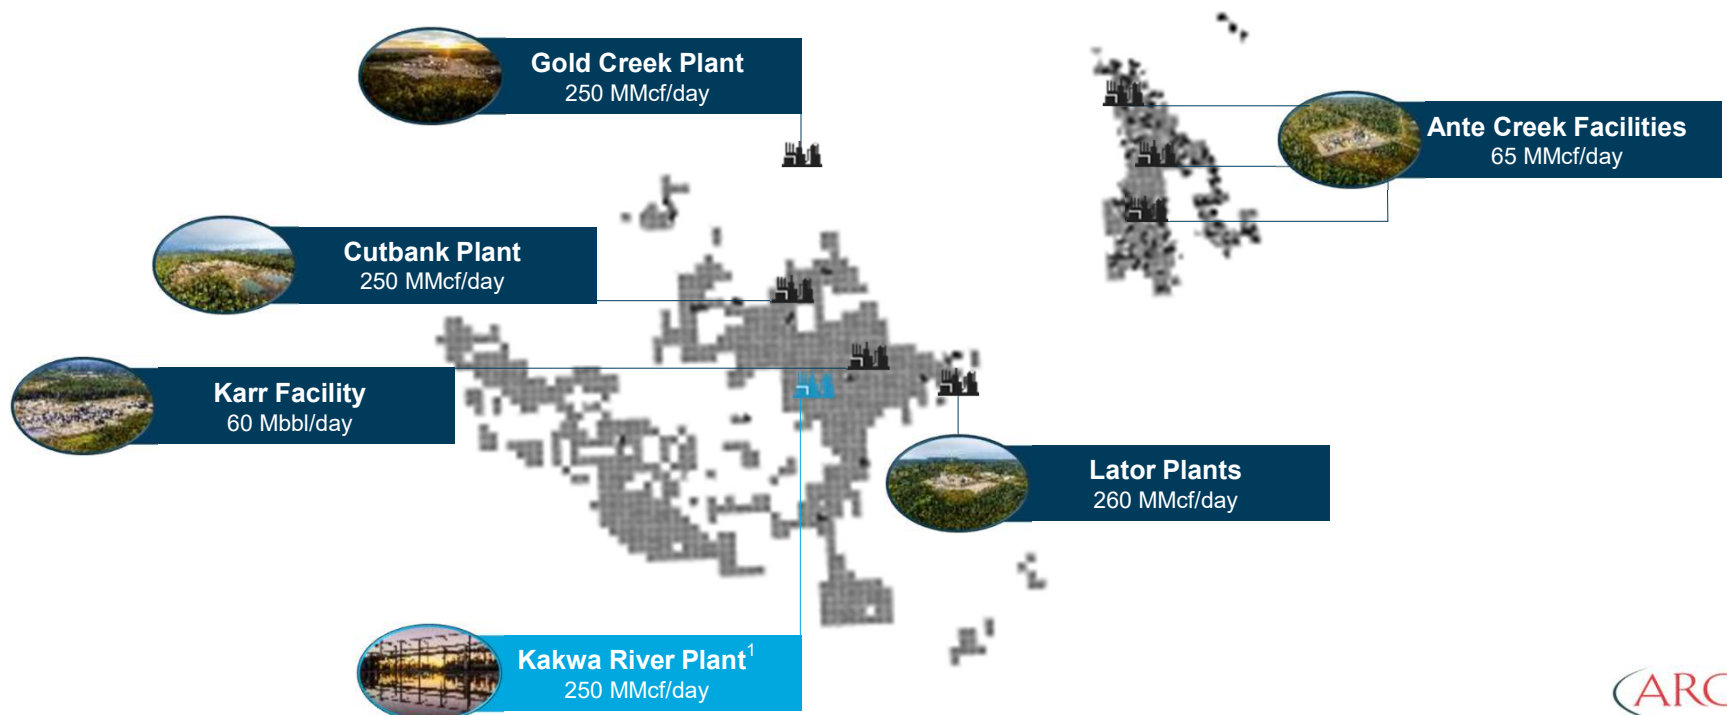 Gold Creek Plant
250 MMcf/day
Ante Creek Facilities
65 MMcf/day
Cutbank Plant
250 MMcf/day
Karr Facility
60 Mbbl/day
Lator Plants
260 MMcf/day
Kakwa River Plant¹
250 MMcf/day
ARC